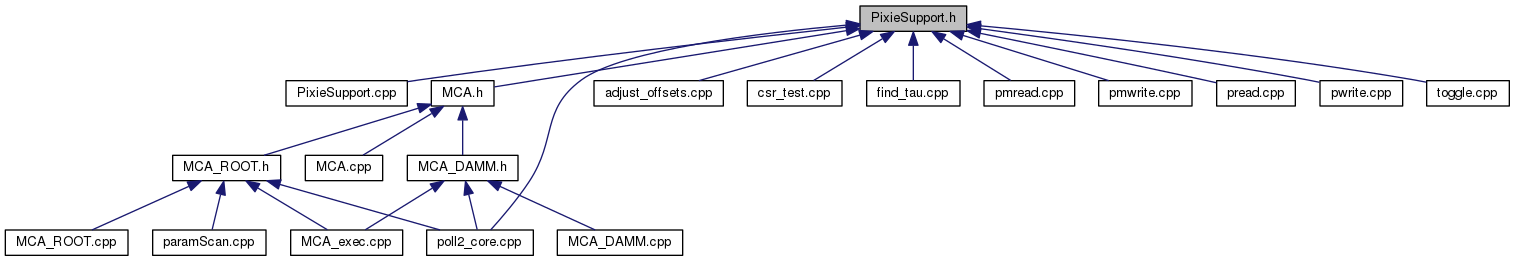 PixieSupport.h
PixieSupport.cpp
MCA.h
adjust_offsets.cpp
csr_test.cpp
find_tau.cpp
pmread.cpp
pmwrite.cpp
pread.cpp
pwrite.cpp
toggle.cpp
MCA_ROOT.h
MCA.cpp
MCA_DAMM.h
MCA_ROOT.cpp
paramScan.cpp
MCA_exec.cpp
poll2_core.cpp
MCA_DAMM.cpp